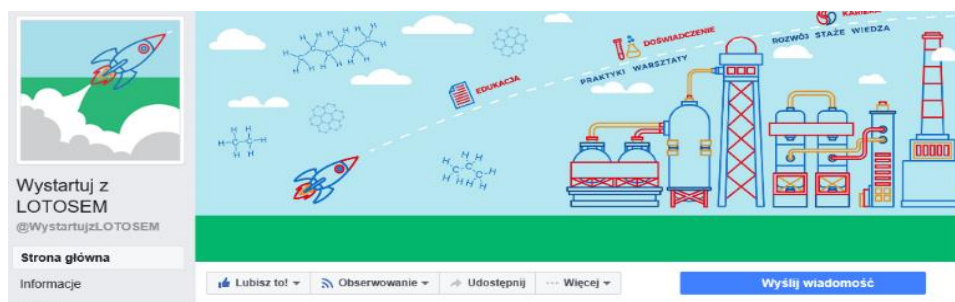 KARIERA
ROZWÓJ STAŻE WIEDZA
DOŚWIADCZENIE
PRAKTYKI WARSZTATY
EDUKACJA
Wystartuj z
LOTOSEM
@WystartujzLOTOSEM
Strona główna
Informacje
Lubisz to!
Obserwowanie
Udostępnij
Więcej
Wyślij wiadomość